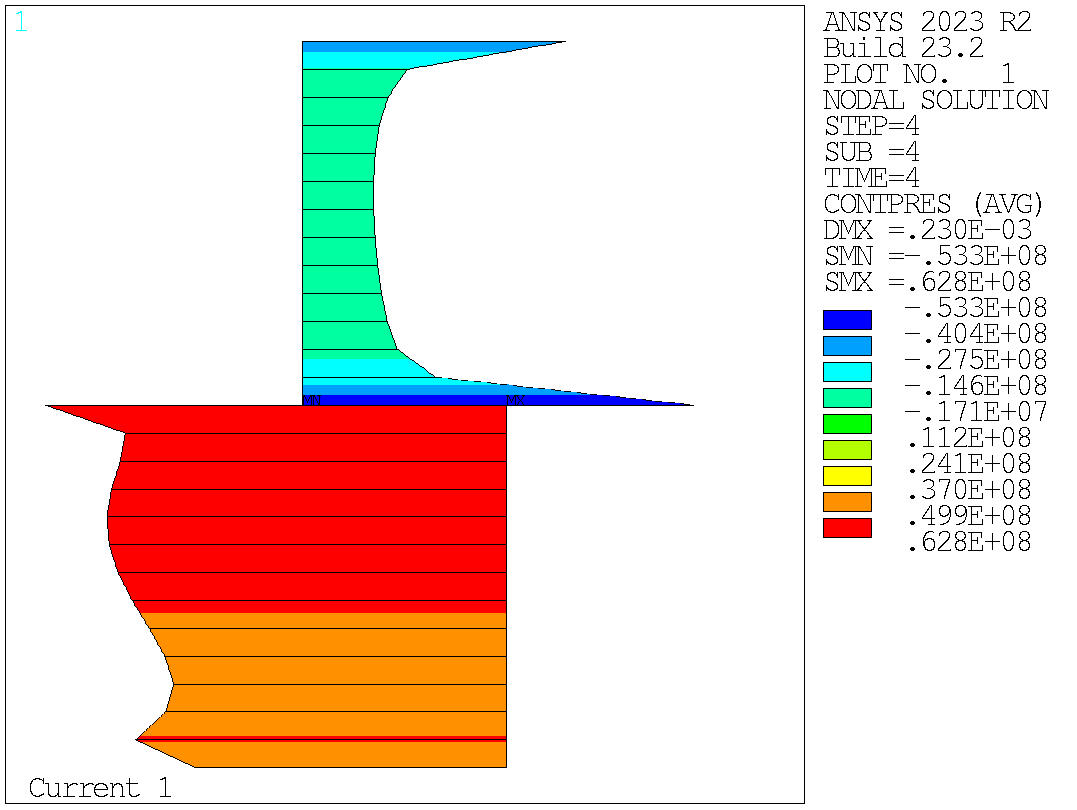 1
ANSYS 2023 R2
Build 23.2
PLOT NO.   1
NODAL SOLUTION
STEP=4
SUB =4
TIME=4
CONTPRES (AVG)
DMX =.230E-03
SMN =-.533E+08
SMX =.628E+08
-.533E+08
-.404E+08
-.275E+08
-.146E+08
-.171E+07
.112E+08
.241E+08
.370E+08
.499E+08
.628E+08
MN
MX
Current 1